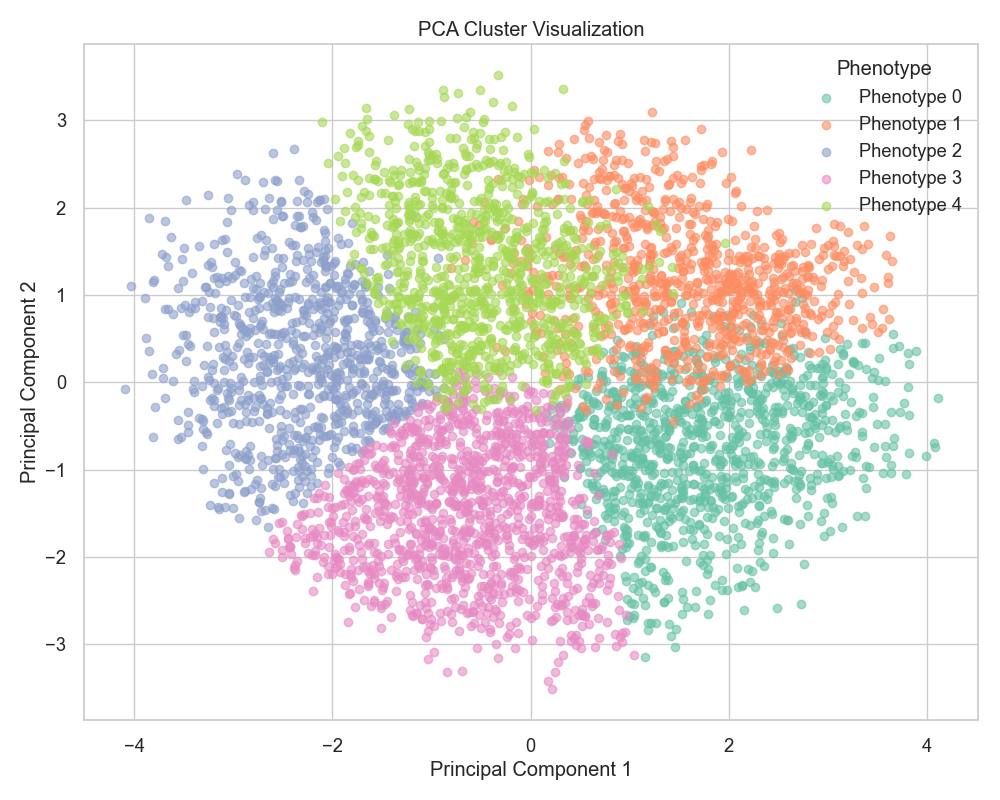 PCA Cluster Visualization
Phenotype
Phenotype 0
Phenotype 1
Phenotype 2
Phenotype 3
Phenotype 4
3
2
1
0
−1
−2
−3
Principal Component 2
−4
−2
0
2
4
Principal Component 1